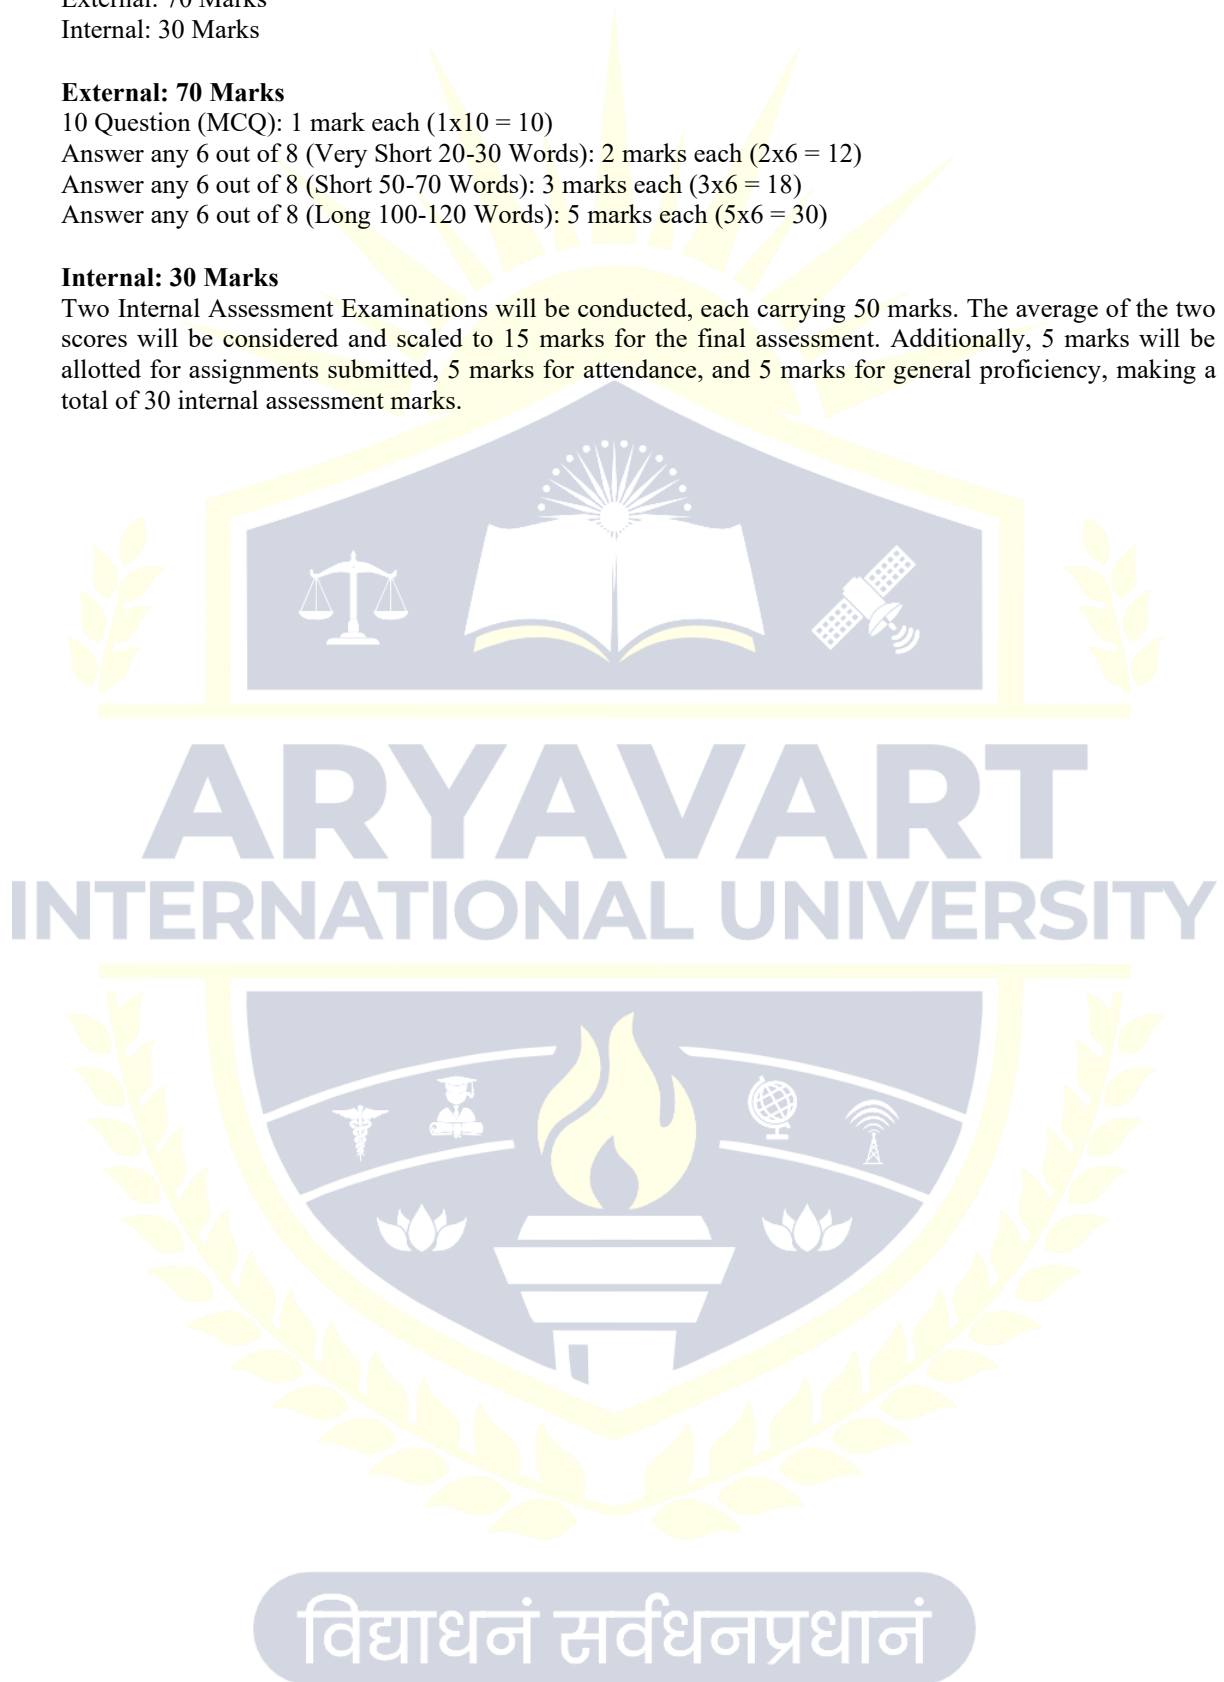 External: 70 Marks
Internal: 30 Marks
External: 70 Marks
10 Question (MCQ): 1 mark each (1x10 = 10)
Answer any 6 out of 8 (Very Short 20-30 Words): 2 marks each (2x6 = 12)
Answer any 6 out of 8 (Short 50-70 Words): 3 marks each (3x6 = 18)
Answer any 6 out of 8 (Long 100-120 Words): 5 marks each (5x6 = 30)
Internal: 30 Marks
Two Internal Assessment Examinations will be conducted, each carrying 50 marks. The average of the two
scores will be considered and scaled to 15 marks for the final assessment. Additionally, 5 marks will be
allotted for assignments submitted, 5 marks for attendance, and 5 marks for general proficiency, making a
total of 30 internal assessment marks.
ARYAVART
INTERNATIONAL UNIVERSITY
विद्याधनं सर्वधनप्रधानं